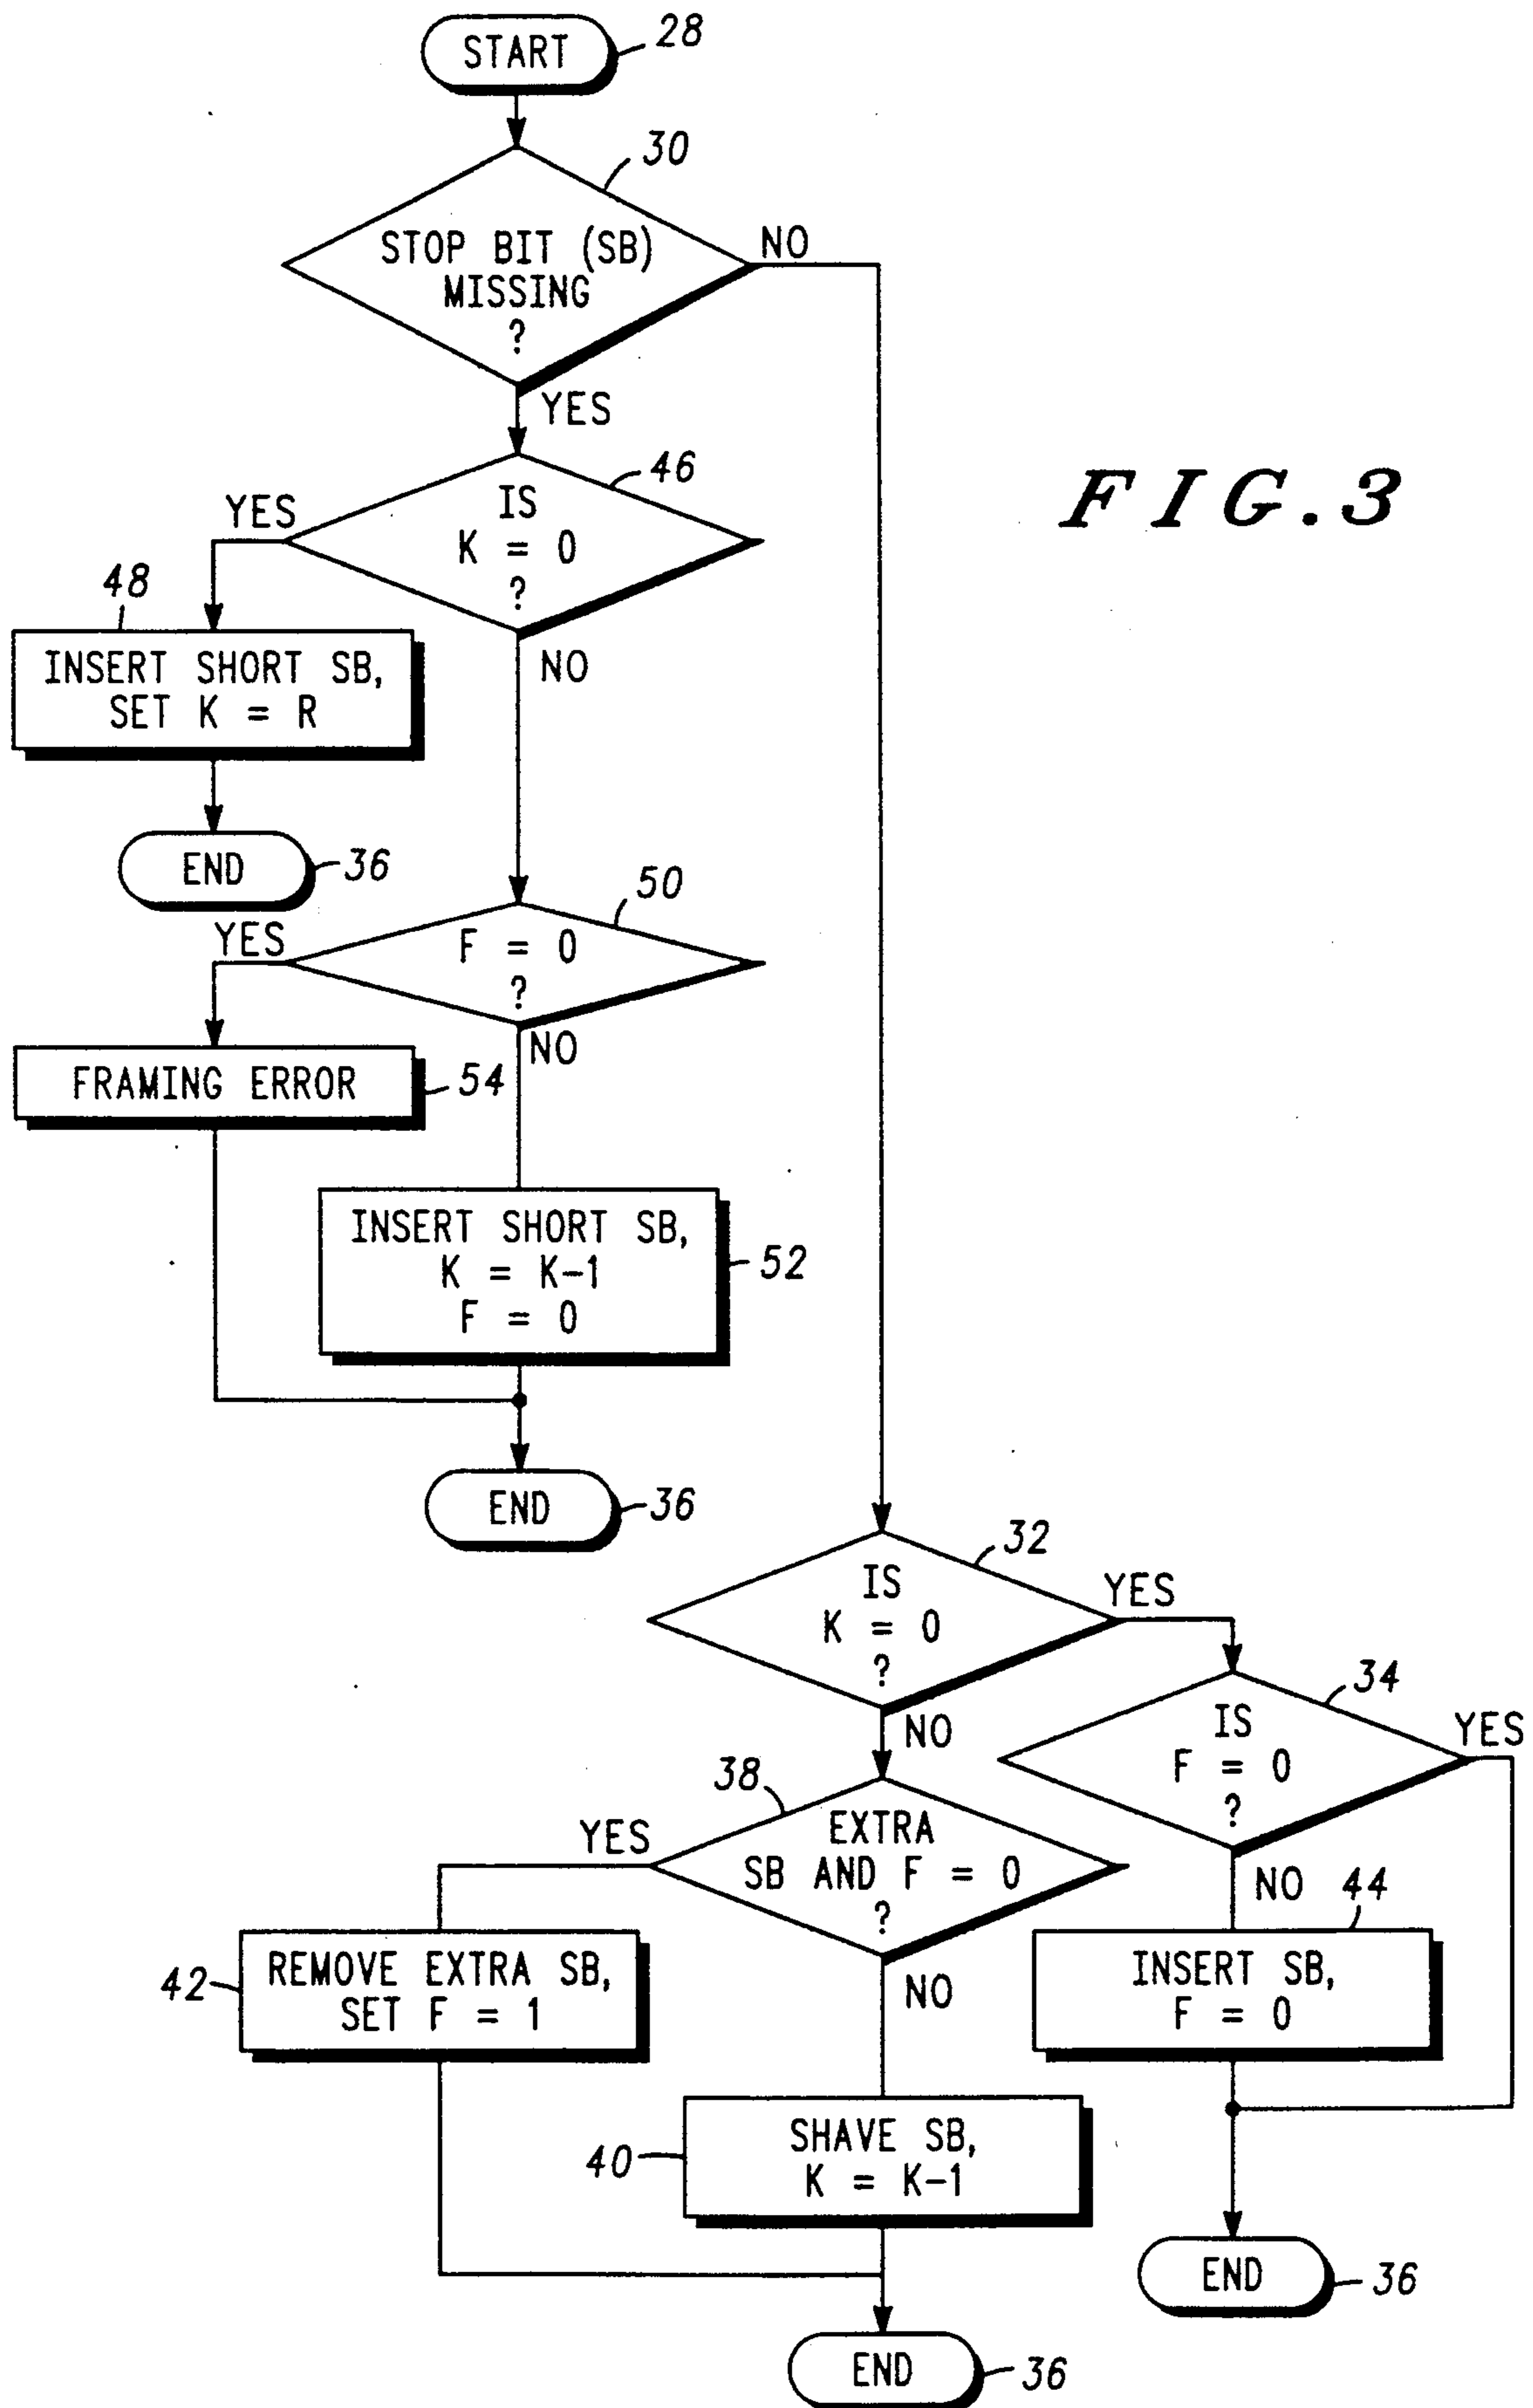 START
28
30
STOP BIT (SB)
MISSING
?
NO
YES
46
IS
K = 0
?
YES
NO
FIG.3
48
INSERT SHORT SB,
SET K = R
END
36
50
F = 0
?
YES
NO
FRAMING ERROR
54
INSERT SHORT SB,
K = K-1
F = 0
52
END
36
32
IS
K = 0
?
YES
NO
34
IS
F = 0
?
YES
NO
38
EXTRA
SB AND F = 0
?
YES
NO
44
INSERT SB,
F = 0
42
REMOVE EXTRA SB,
SET F = 1
40
SHAVE SB,
K = K-1
END
36
END
36